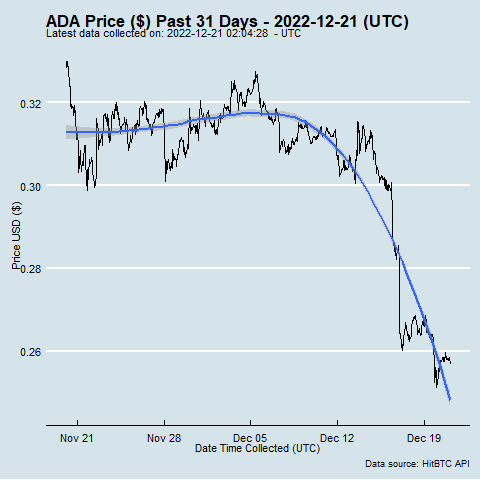 ADA Price ($) Past 31 Days - 2022-12-21 (UTC)
Latest data collected on: 2022-12-21 02:04:28 - UTC
0.32
0.30
0.28
0.26
Price USD ($)
Nov 21 Nov 28 Dec 05 Dec 12 Dec 19
Date Time Collected (UTC)
Data source: HitBTC API